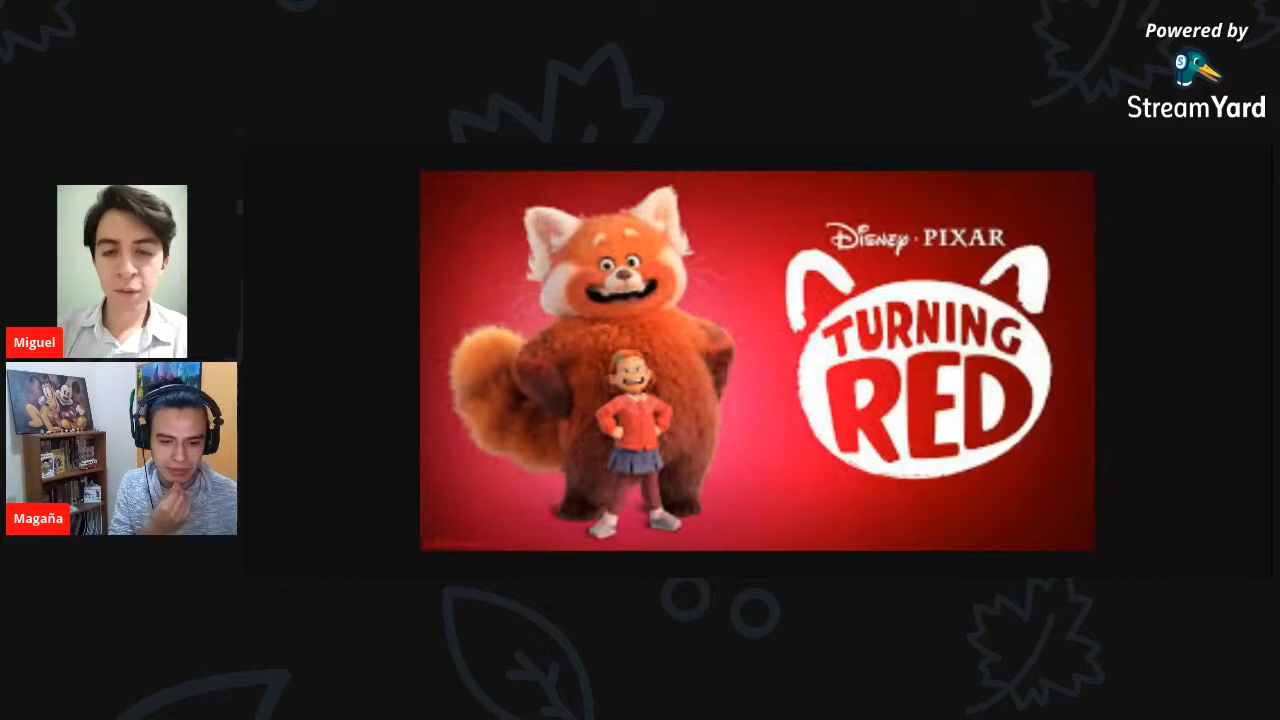 Powered by
StreamYard
Miguel
Magaña
Disney · PIXAR
TURNING
RED